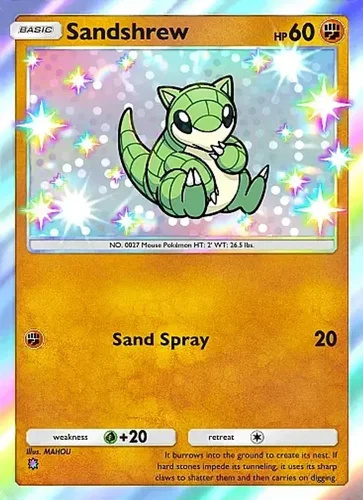 BASIC Sandshrew HP 60
NO. 0027 Mouse Pokémon HT: 2' WT: 26.5 lbs.
Sand Spray 20
weakness +20 retreat
Illus. MAHOU
It burrows into the ground to create its nest. If
hard stones impede its tunneling, it uses its sharp
claws to shatter them and then carries on digging.